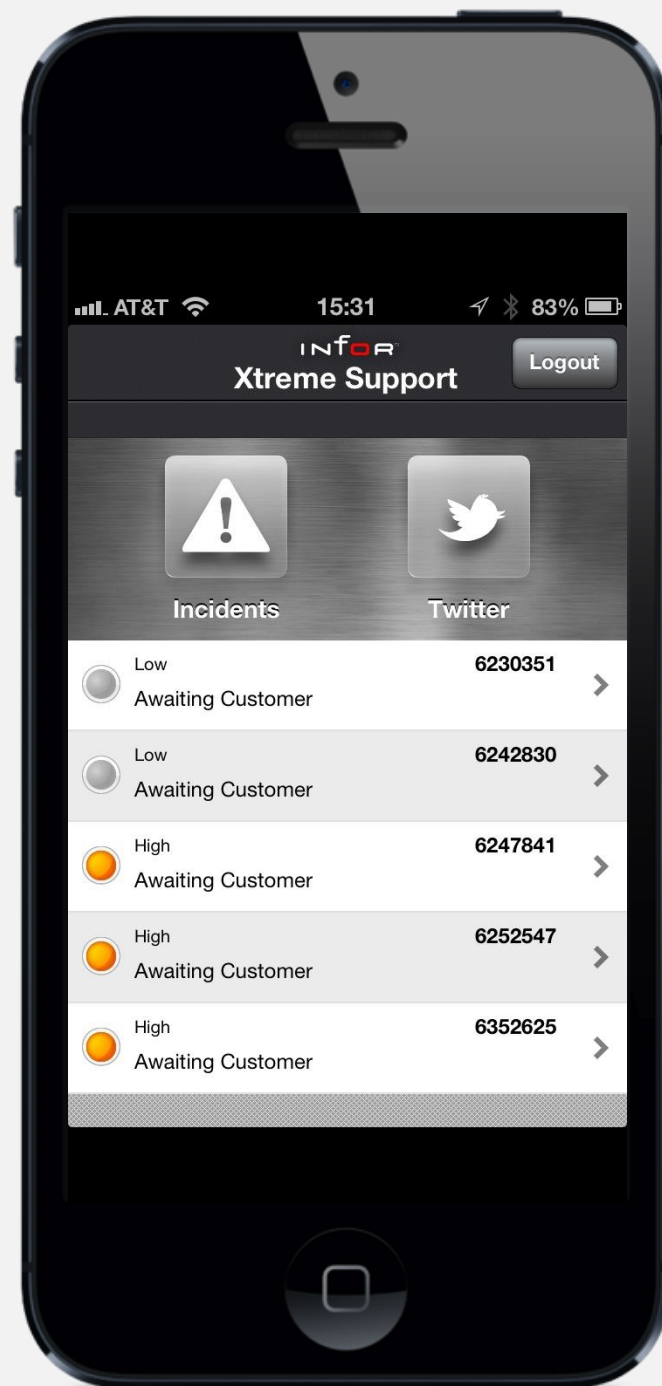 AT&T 15:31 83%
INfOR
Xtreme Support
Logout
Incidents Twitter
Low 6230351
Awaiting Customer
Low 6242830
Awaiting Customer
High 6247841
Awaiting Customer
High 6252547
Awaiting Customer
High 6352625
Awaiting Customer